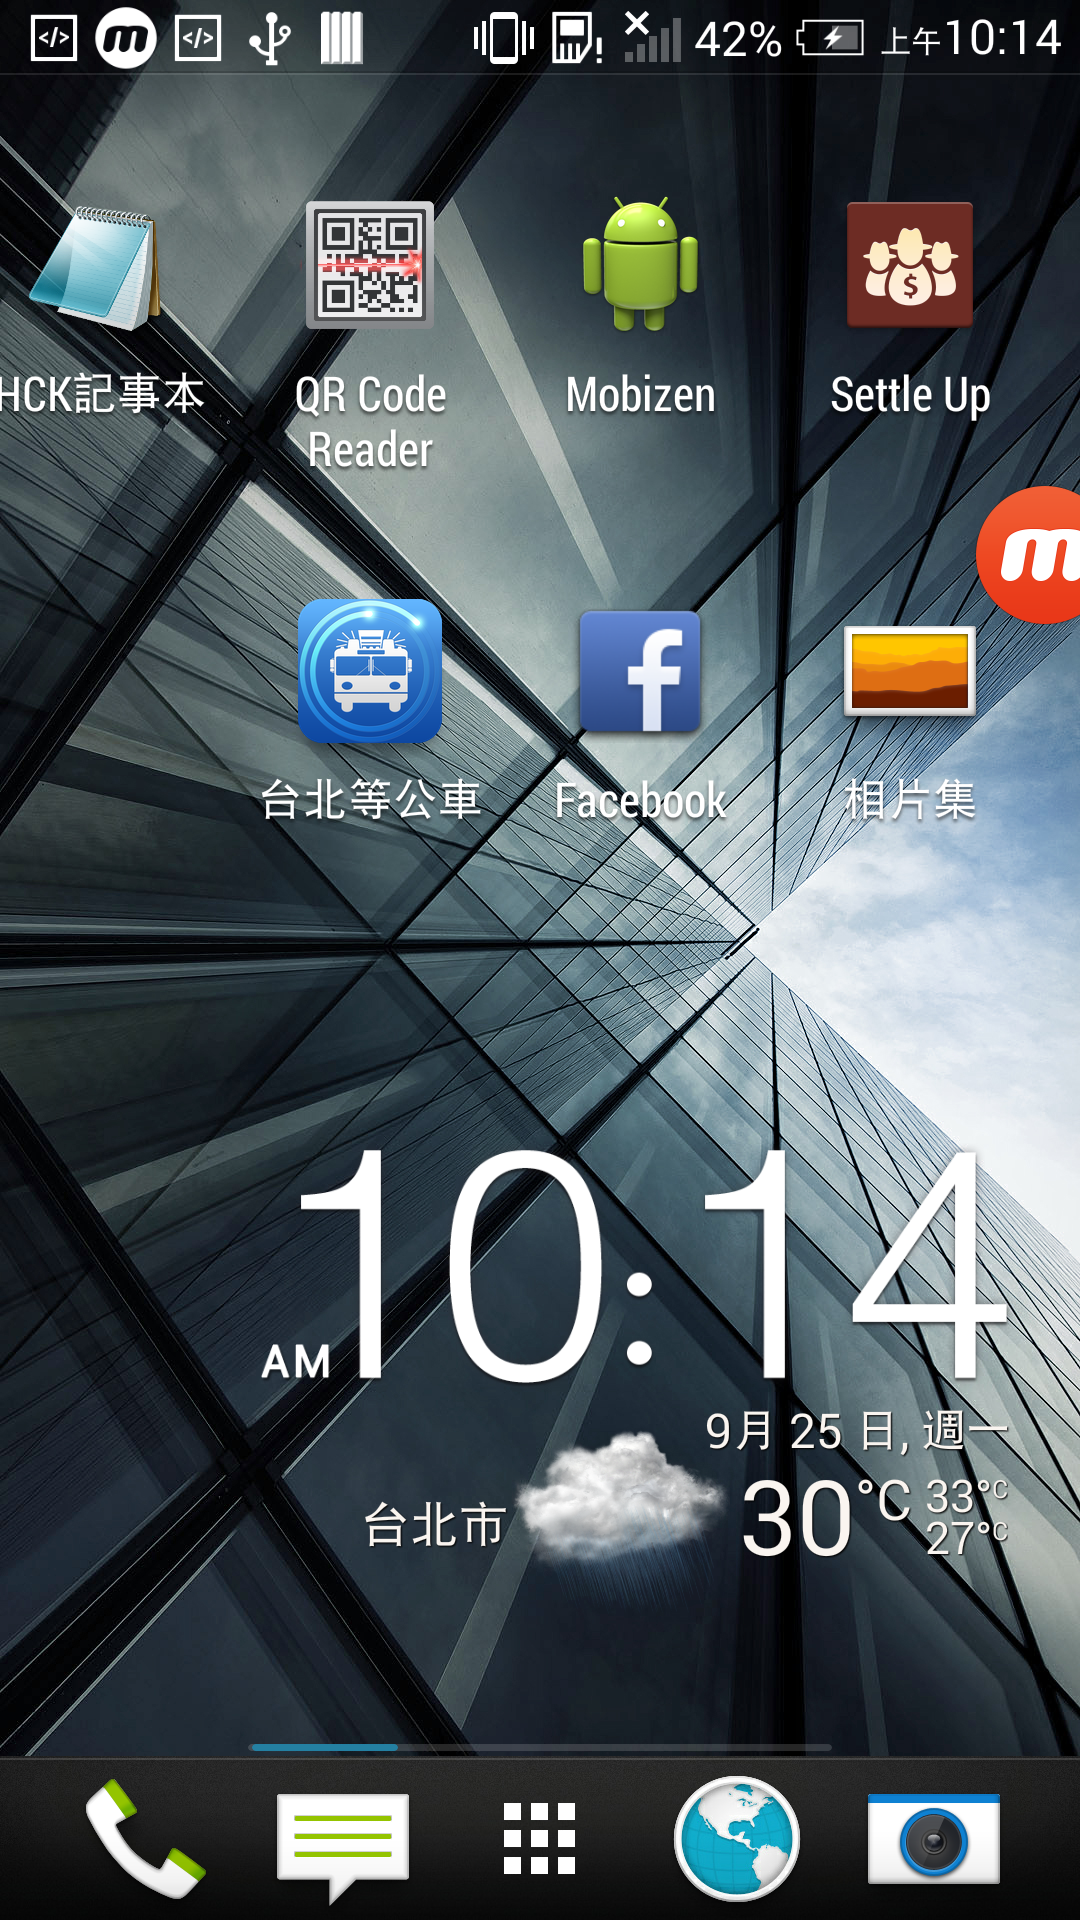 42% 上午10:14
HCK記事本
QR Code
Reader
Mobizen
Settle Up
台北等公車
Facebook
相片集
AM 10:14
9月 25 日, 週一
台北市
30°C
33°C
27°C